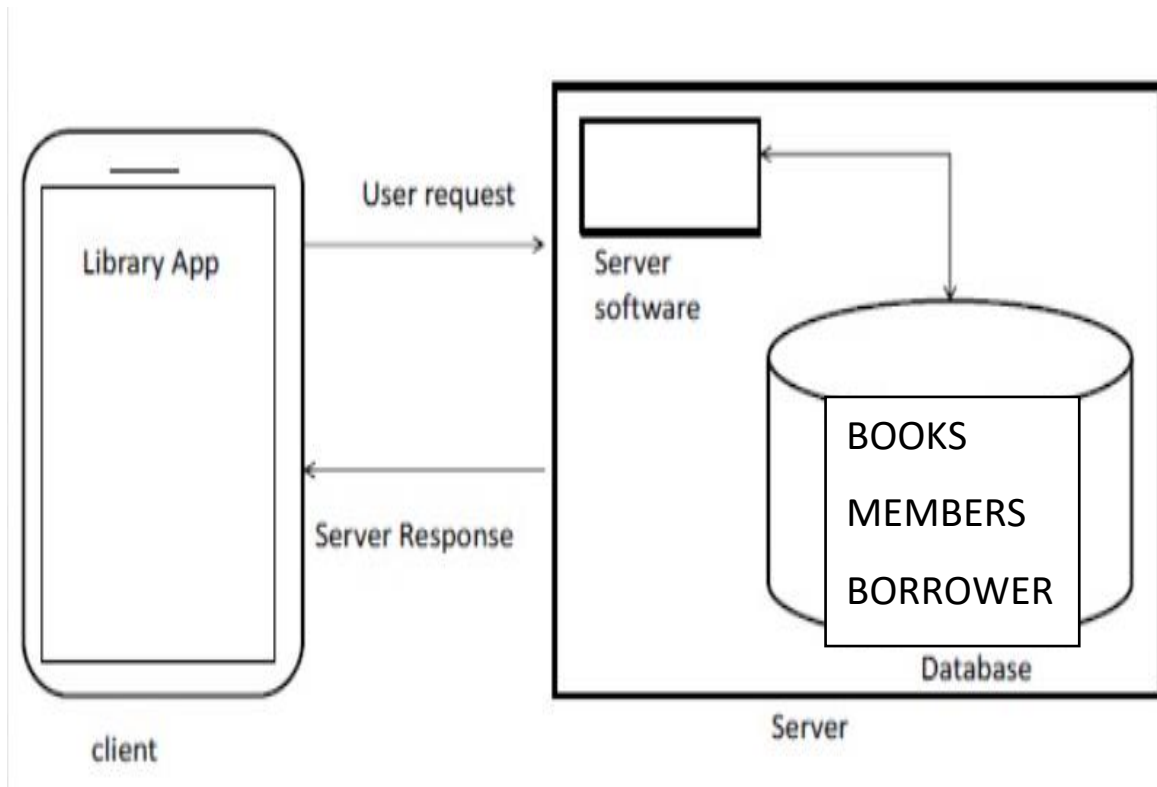 Library App
client
User request
Server Response
Server
software
BOOKS
MEMBERS
BORROWER
Database
Server